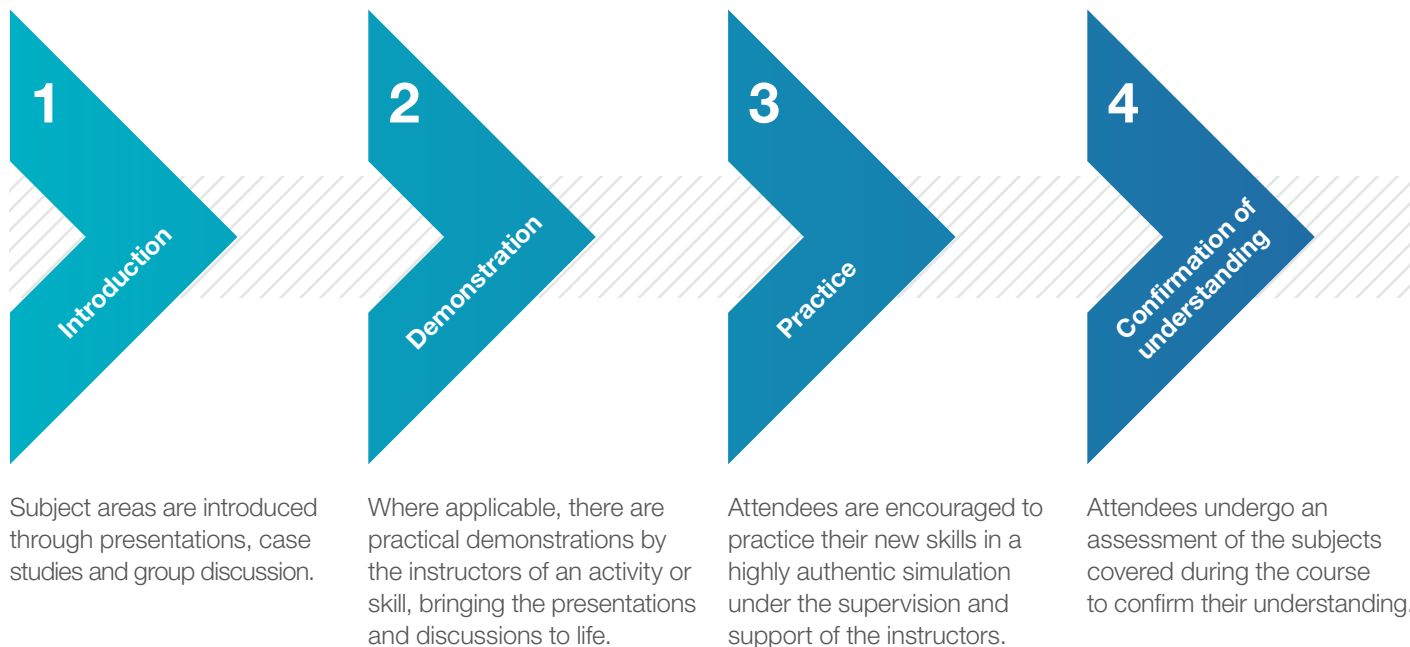 1
Introduction
Subject areas are introduced
through presentations, case
studies and group discussion.
2
Demonstration
Where applicable, there are
practical demonstrations by
the instructors of an activity or
skill, bringing the presentations
and discussions to life.
3
Practice
Attendees are encouraged to
practice their new skills in a
highly authentic simulation
under the supervision and
support of the instructors.
4
Confirmation of
understanding
Attendees undergo an
assessment of the subjects
covered during the course
to confirm their understanding.